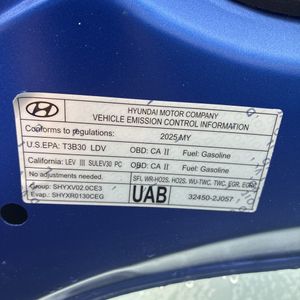 HYUNDAI MOTOR COMPANY
VEHICLE EMISSION CONTROL INFORMATION
Conforms to regulations: 2025 MY
U.S.EPA: T3B30 LDV OBD: CA II Fuel: Gasoline
California: LEV III SULEV30 PC OBD: CA II Fuel: Gasoline
No adjustments needed.
SFI, WR-HO2S, HO2S, WU-TWC, TWC, EGR,
Group: SHYXV02.0CE3
Evap.: SHYXR0130CEG
UAB
32450-2J057